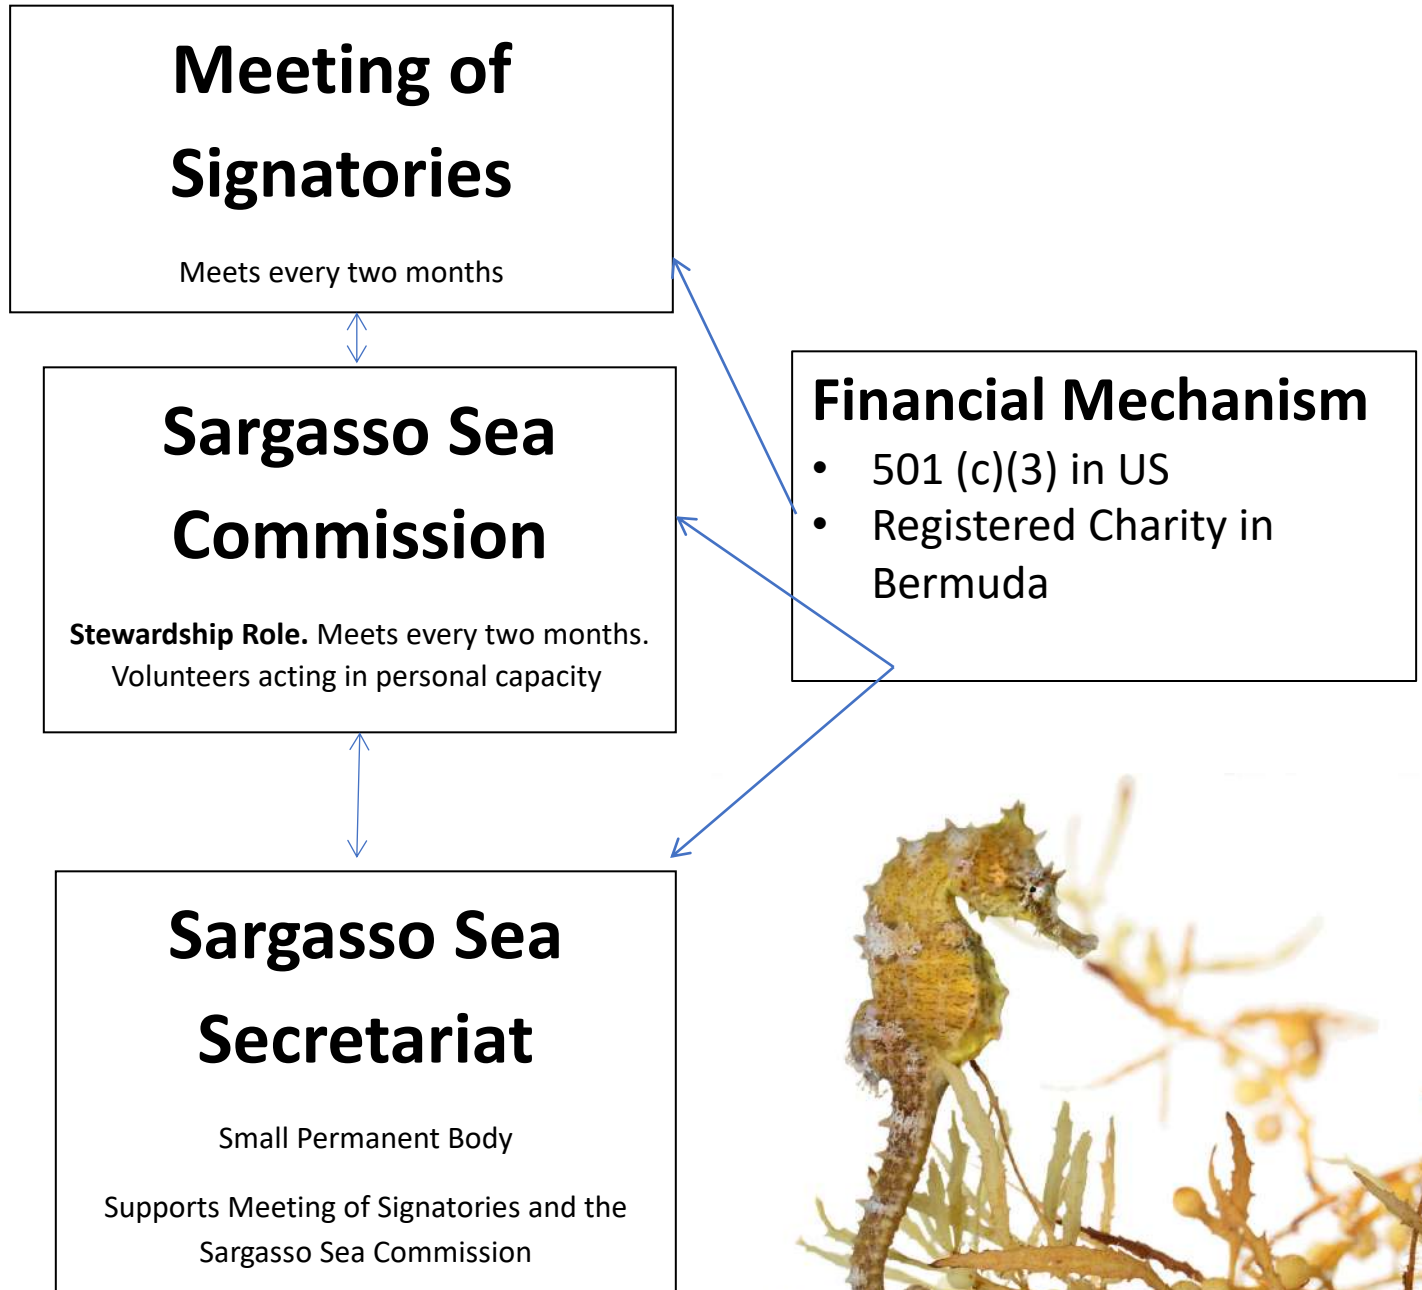 Meeting of
Signatories
Meets every two months
Sargasso Sea
Commission
Stewardship Role. Meets every two months.
Volunteers acting in personal capacity
Sargasso Sea
Secretariat
Small Permanent Body
Supports Meeting of Signatories and the
Sargasso Sea Commission
Financial Mechanism
• 501 (c)(3) in US
• Registered Charity in
Bermuda